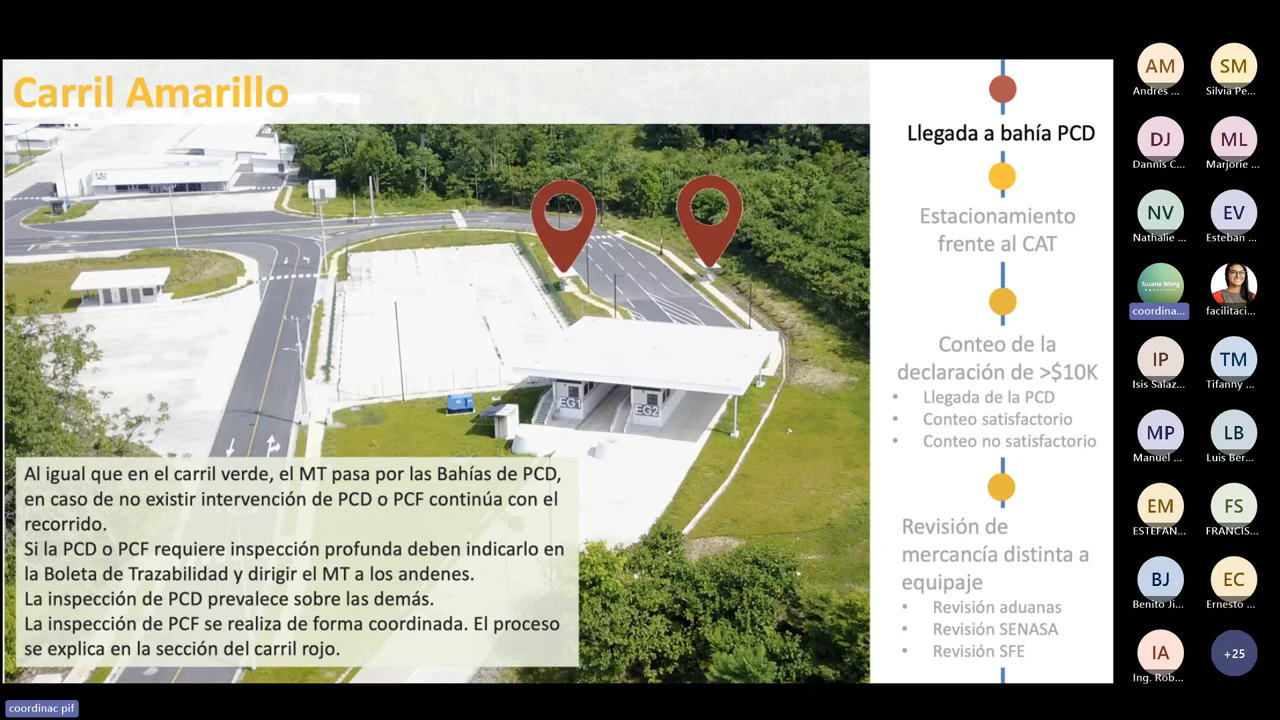 Carril Amarillo
EG1
EG2
Al igual que en el carril verde, el MT pasa por las Bahías de PCD,
en caso de no existir intervención de PCD o PCF continúa con el
recorrido.
Si la PCD o PCF requiere inspección profunda deben indicarlo en
la Boleta de Trazabilidad y dirigir el MT a los andenes.
La inspección de PCD prevalece sobre las demás.
La inspección de PCF se realiza de forma coordinada. El proceso
se explica en la sección del carril rojo.
Llegada a bahía PCD
Estacionamiento
frente al CAT
Conteo de la
declaración de >$10K
• Llegada de la PCD
• Conteo satisfactorio
• Conteo no satisfactorio
Revisión de
mercancía distinta a
equipaje
• Revisión aduanas
• Revisión SENASA
• Revisión SFE
AM
Andres ...
SM
Silvia Pe...
DJ
Dannis C...
ML
Marjorie ...
NV
Nathalie ...
EV
Esteban ...
Susana Wong
coordina...
facilitaci...
IP
Isis Salaz...
TM
Tifanny ...
MP
Manuel ...
LB
Luis Ber...
EM
ESTEFAN...
FS
FRANCIS...
BJ
Benito Ji...
EC
Ernesto ...
IA
Ing. Rob...
+25
coordinac pif